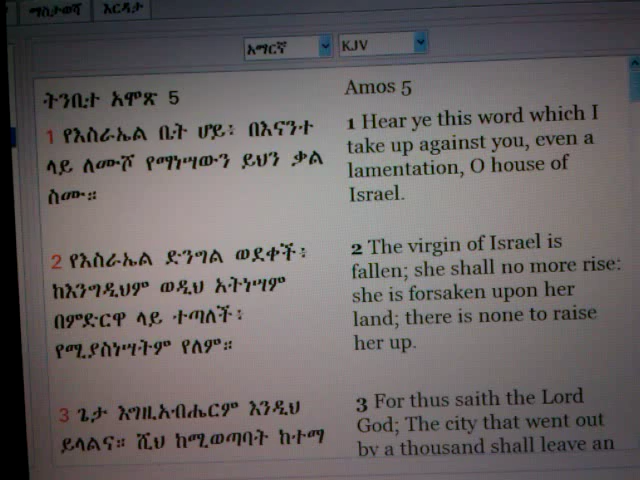 ማስታወሻ እርዳታ
አማርኛ KJV
ትንቢተ አሞጽ 5
1 የእስራኤል ቤት ሆይ፣ በእናንተ
ላይ ለሙሾ የማነሣውን ይህን ቃል
ስሙ።
2 የእስራኤል ድንግል ወደቀች፣
ከእንግዲህም ወዲህ አትነሣም
በምድርዋ ላይ ተጣለች፣
የሚያስነሣትም የለም።
3 ጌታ እግዚአብሔርም እንዲህ
ይላልና። ሺህ ከሚወጣባት ከተማ
Amos 5
1 Hear ye this word which I
take up against you, even a
lamentation, O house of
Israel.
2 The virgin of Israel is
fallen; she shall no more rise:
she is forsaken upon her
land; there is none to raise
her up.
3 For thus saith the Lord
God; The city that went out
by a thousand shall leave an